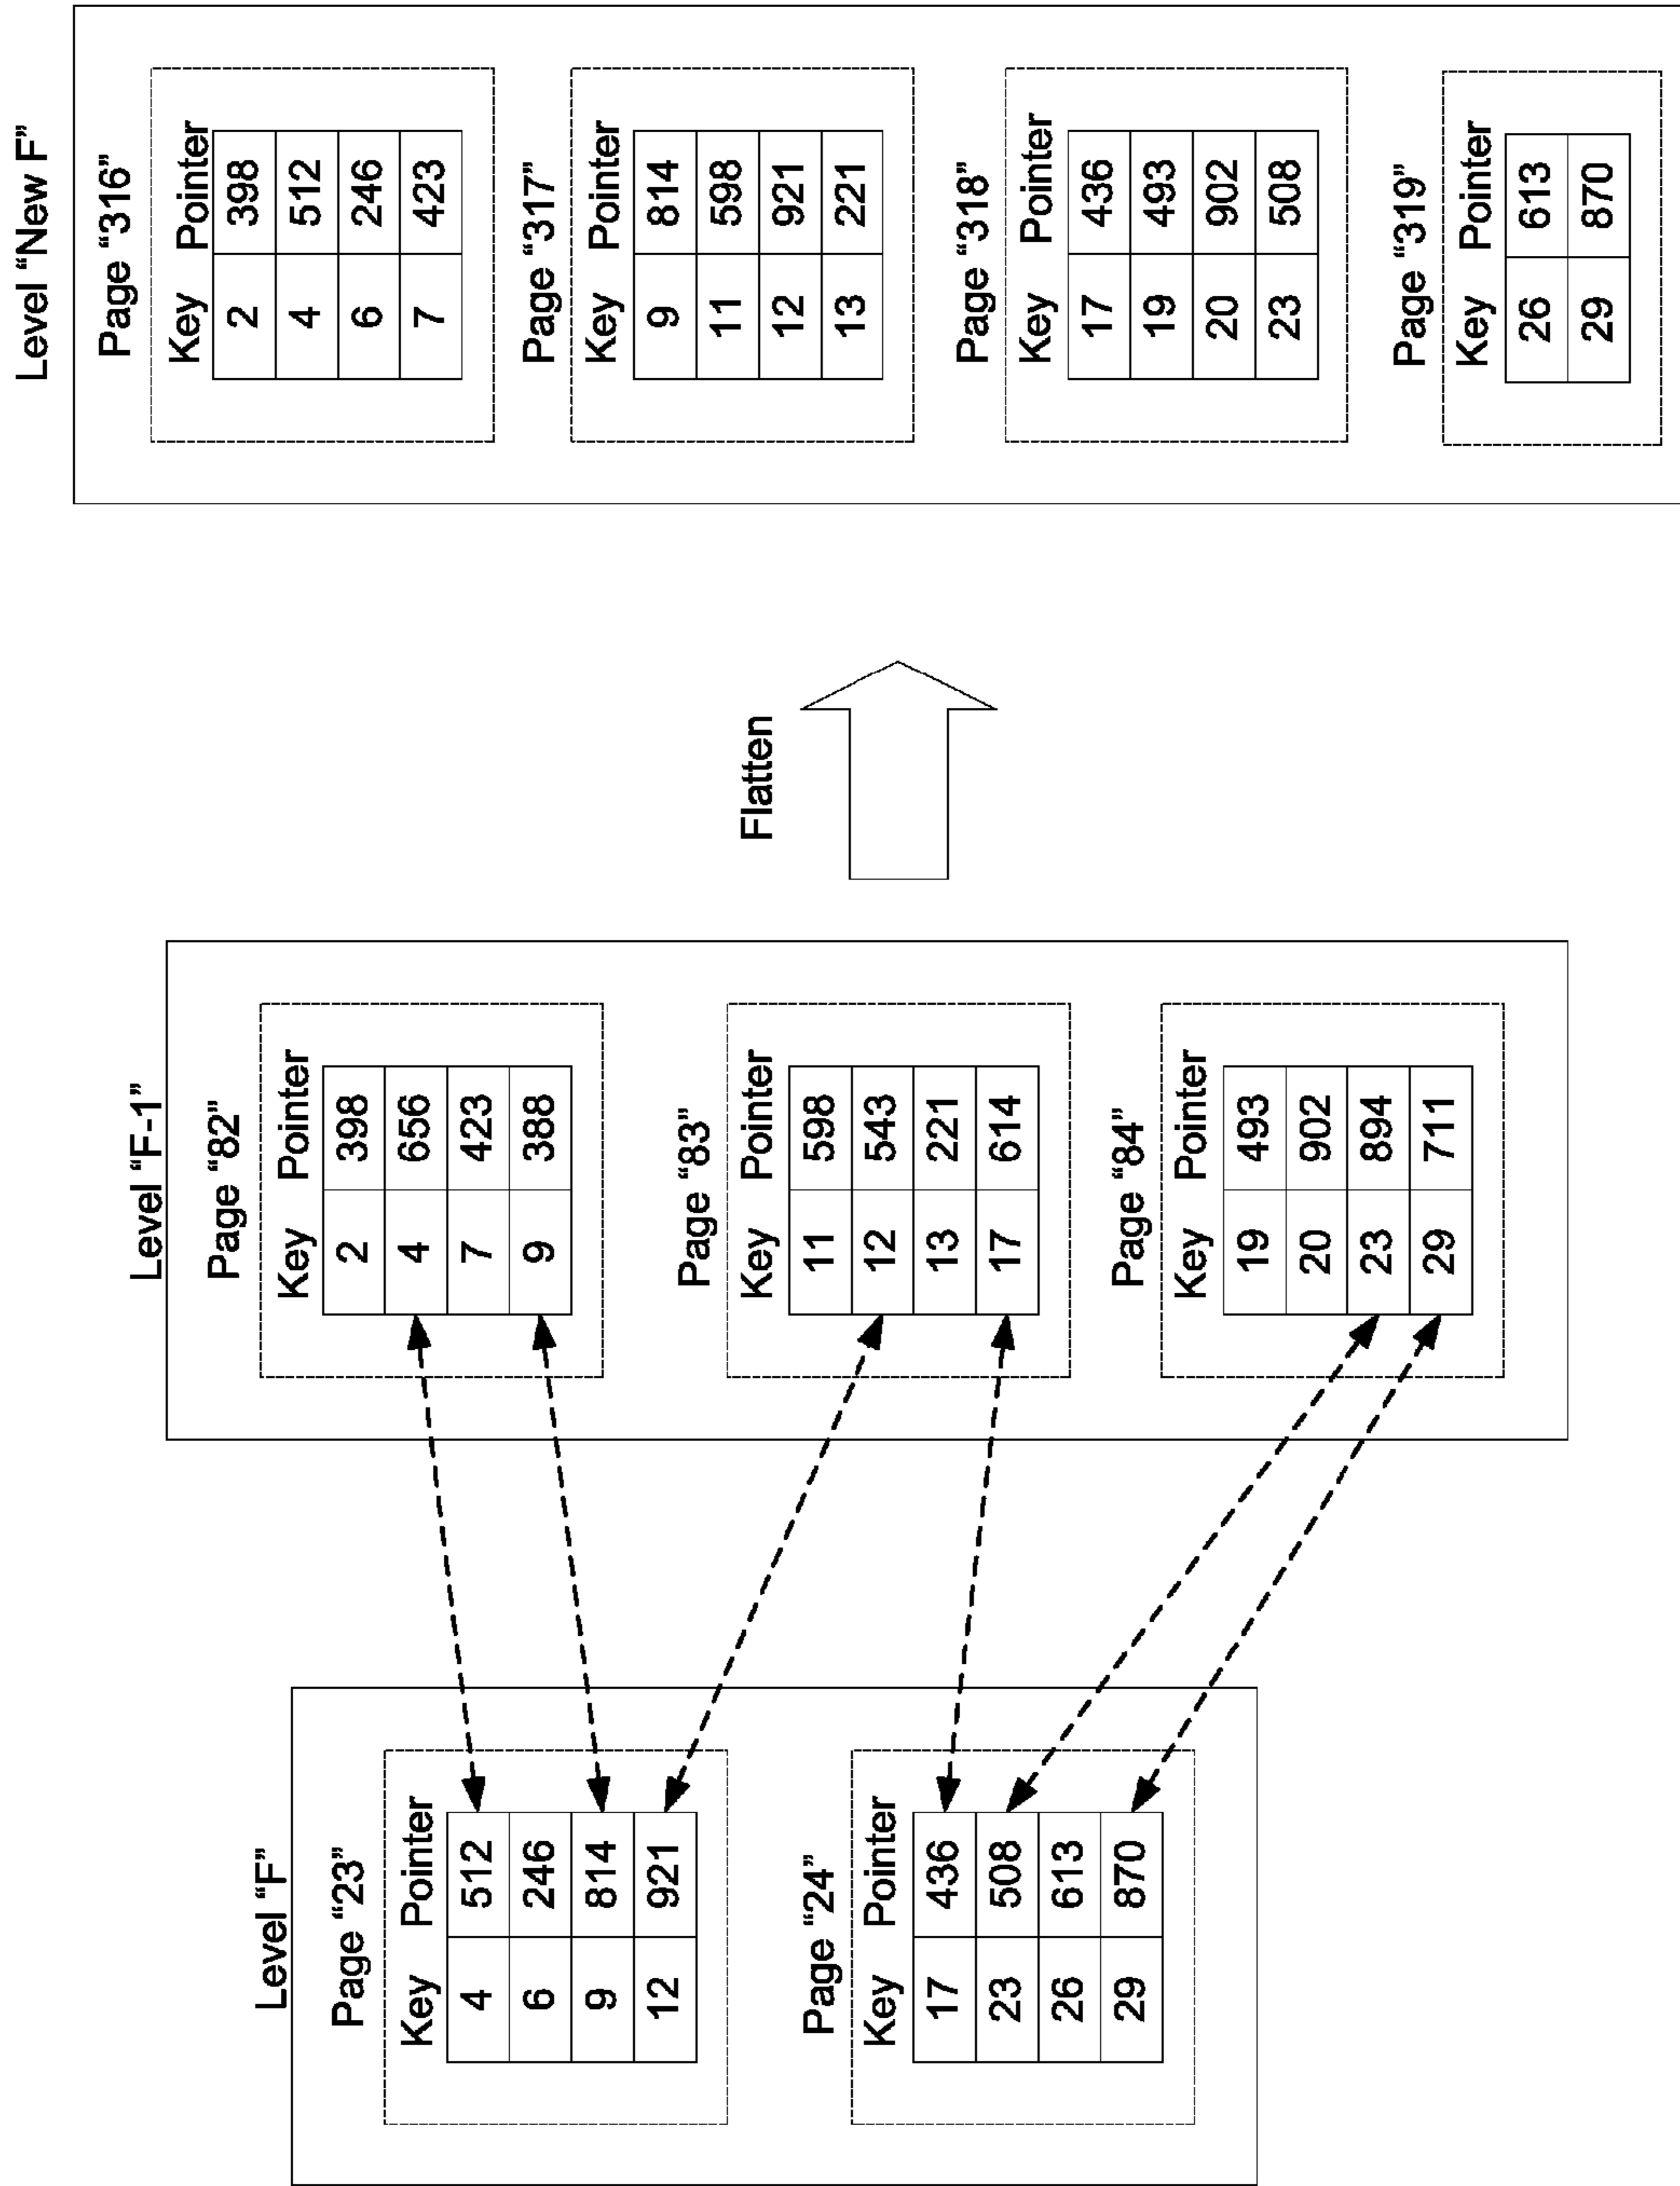 Level “F”
Page “23”
Key Pointer
4 512
6 246
9 814
12 921
Page “24”
Key Pointer
17 436
23 508
26 613
29 870
Level “F-1”
Page “82”
Key Pointer
2 398
4 656
7 423
9 388
Page “83”
Key Pointer
11 598
12 543
13 221
17 614
Page “84”
Key Pointer
19 493
20 902
23 894
29 711
Flatten
Level “New F”
Page “316”
Key Pointer
2 398
4 512
6 246
7 423
Page “317”
Key Pointer
9 814
11 598
12 921
13 221
Page “318”
Key Pointer
17 436
19 493
20 902
23 508
Page “319”
Key Pointer
26 613
29 870